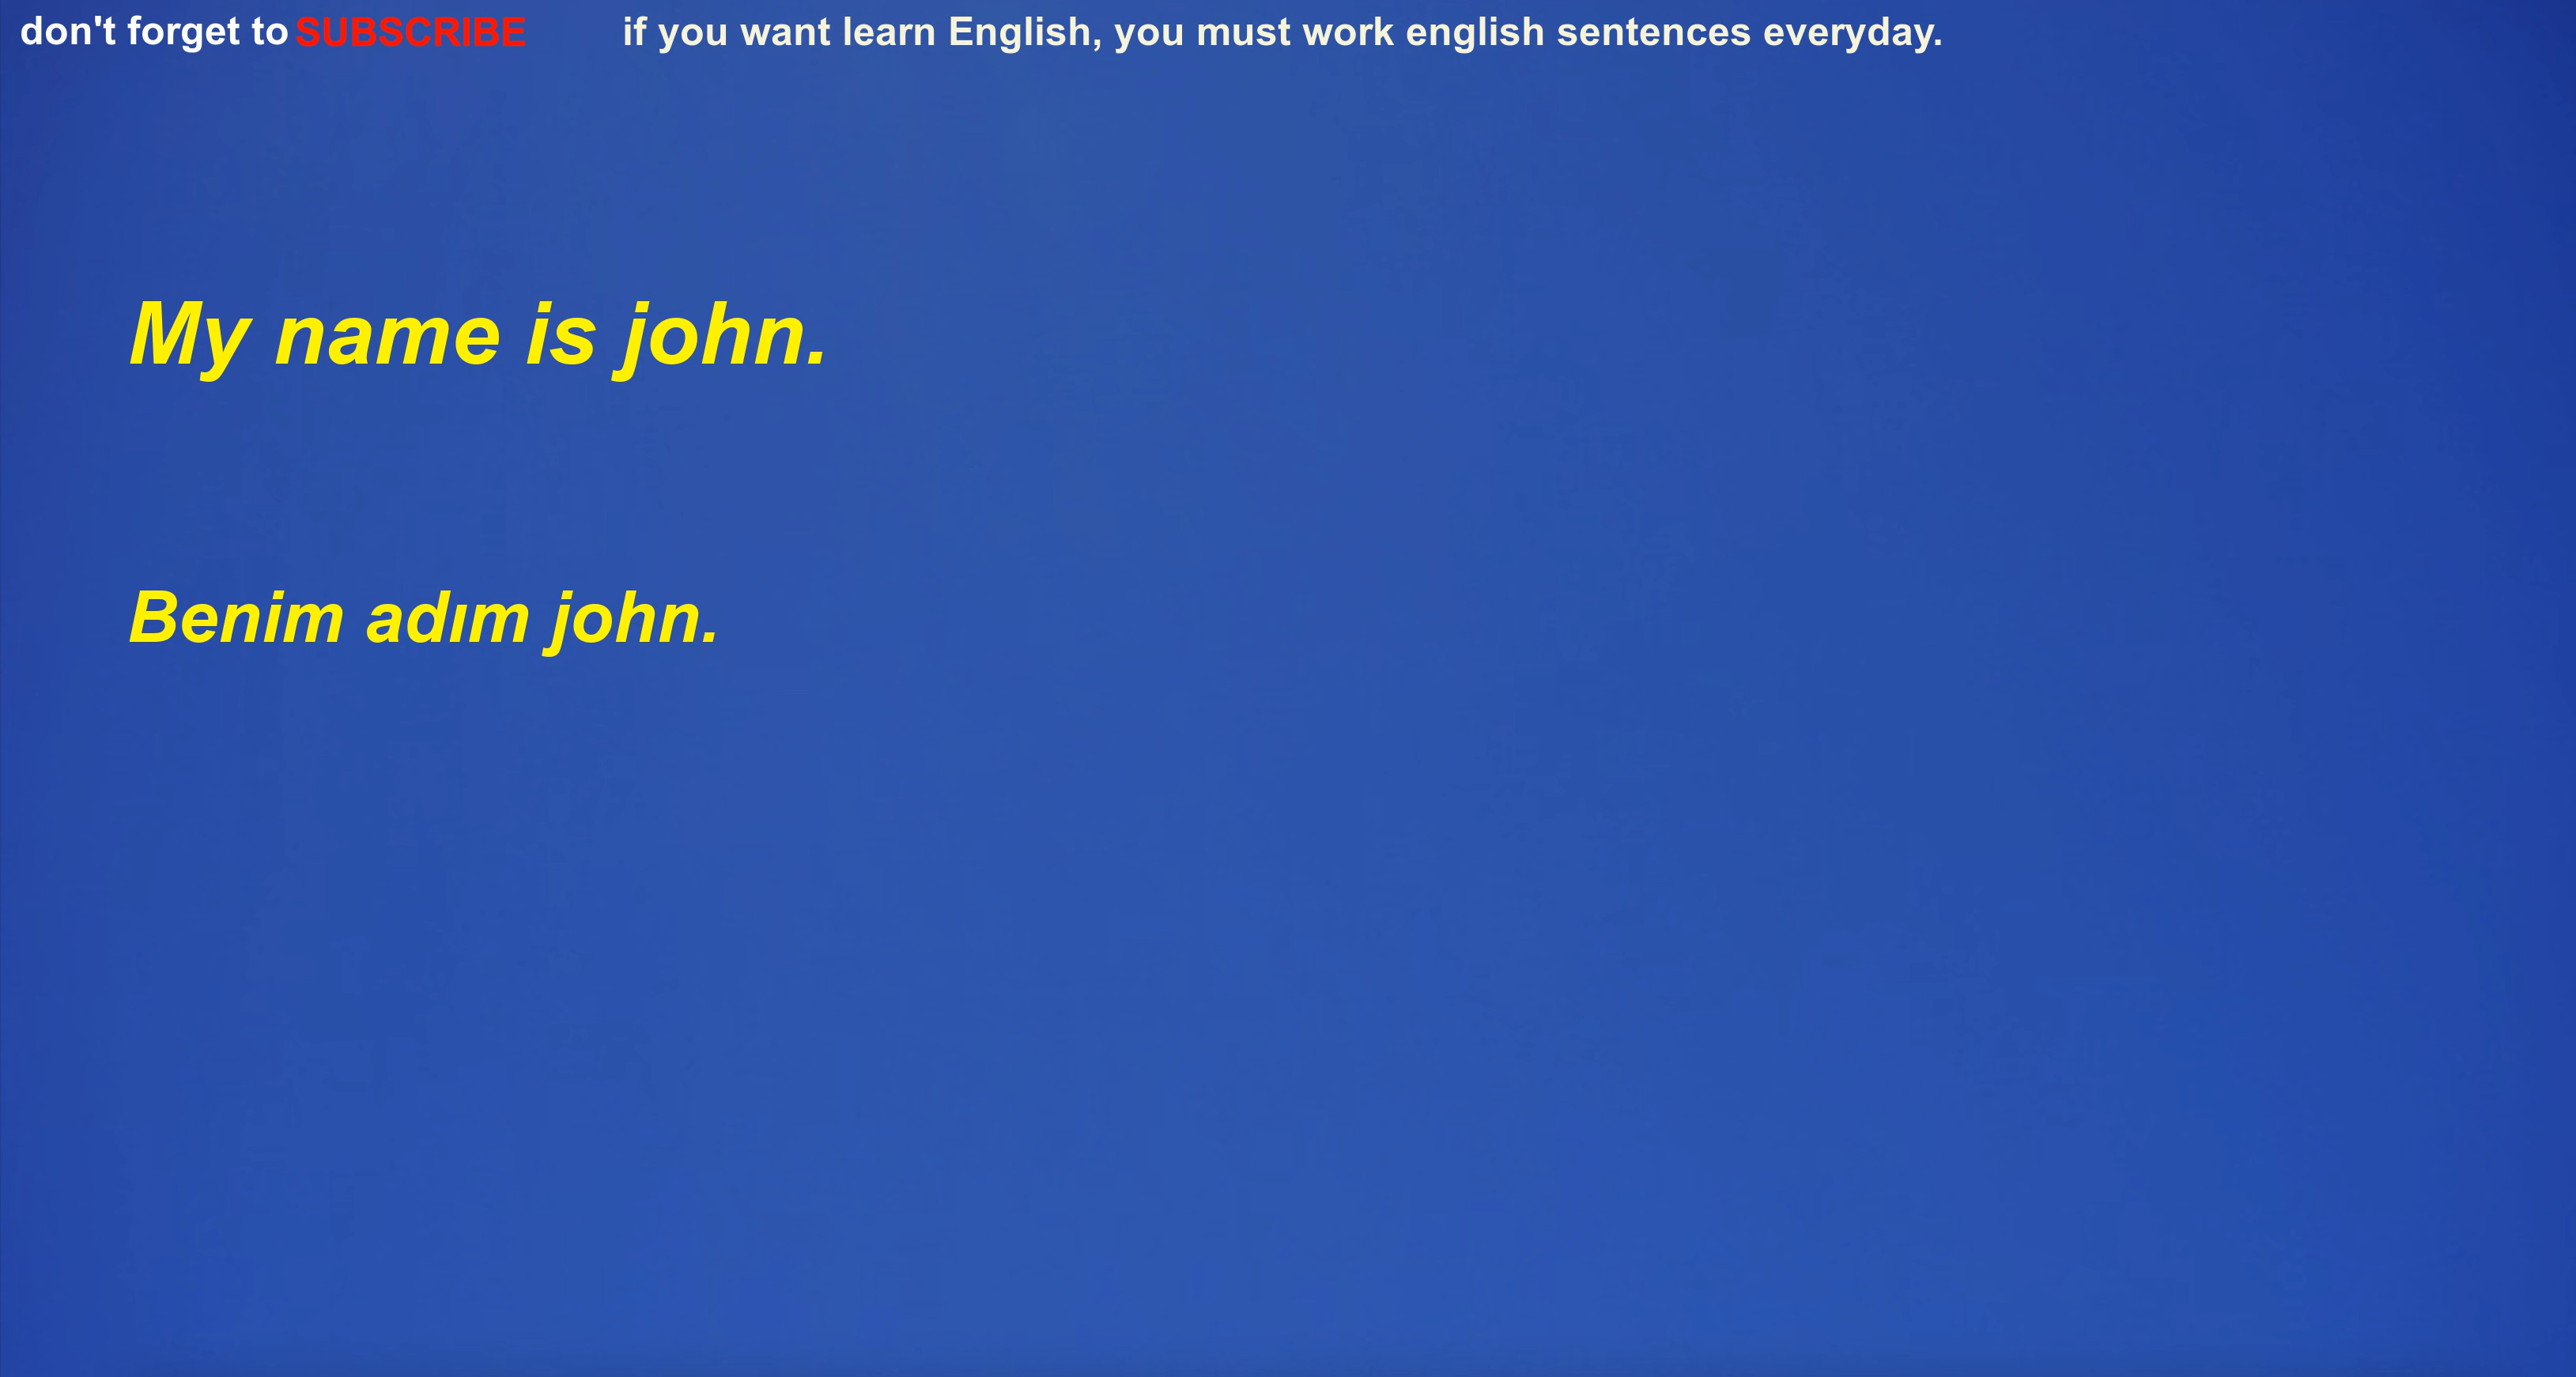 don't forget to SUBSCRIBE if you want learn English, you must work english sentences everyday.
My name is john.
Benim adım john.